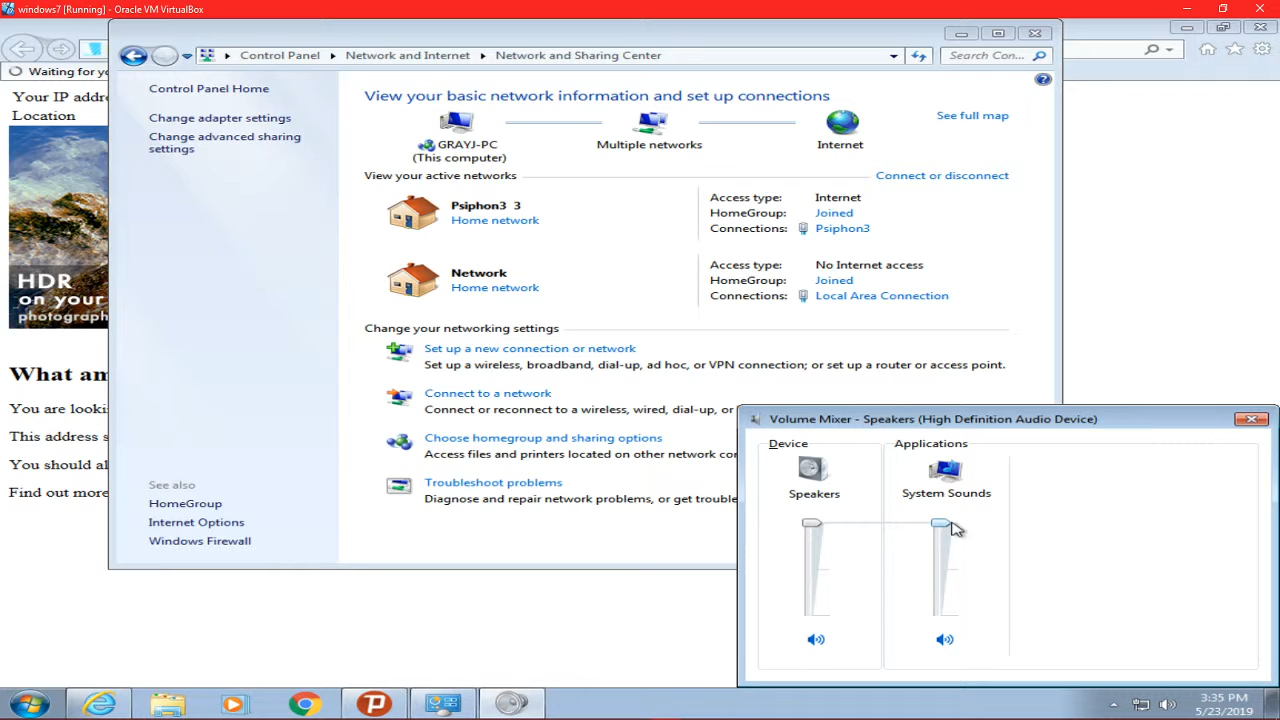 windows7 [Running] - Oracle VM VirtualBox
Control Panel Network and Internet Network and Sharing Center
Search Con...
Waiting for yo
Your IP addre
Location
HDR
on your
photograph
What am
You are looki
This address s
You should al
Find out more
Control Panel Home
Change adapter settings
Change advanced sharing
settings
See also
HomeGroup
Internet Options
Windows Firewall
View your basic network information and set up connections
See full map
GRAYJ-PC
(This computer)
Multiple networks
Internet
View your active networks
Connect or disconnect
Psiphon3 3
Home network
Access type: Internet
HomeGroup: Joined
Connections: Psiphon3
Network
Home network
Access type: No Internet access
HomeGroup: Joined
Connections: Local Area Connection
Change your networking settings
Set up a new connection or network
Set up a wireless, broadband, dial-up, ad hoc, or VPN connection; or set up a router or access point.
Connect to a network
Connect or reconnect to a wireless, wired, dial-up, or
Choose homegroup and sharing options
Access files and printers located on other network co
Troubleshoot problems
Diagnose and repair network problems, or get trouble
Volume Mixer - Speakers (High Definition Audio Device)
Device
Applications
Speakers
System Sounds
3:35 PM
5/23/2019